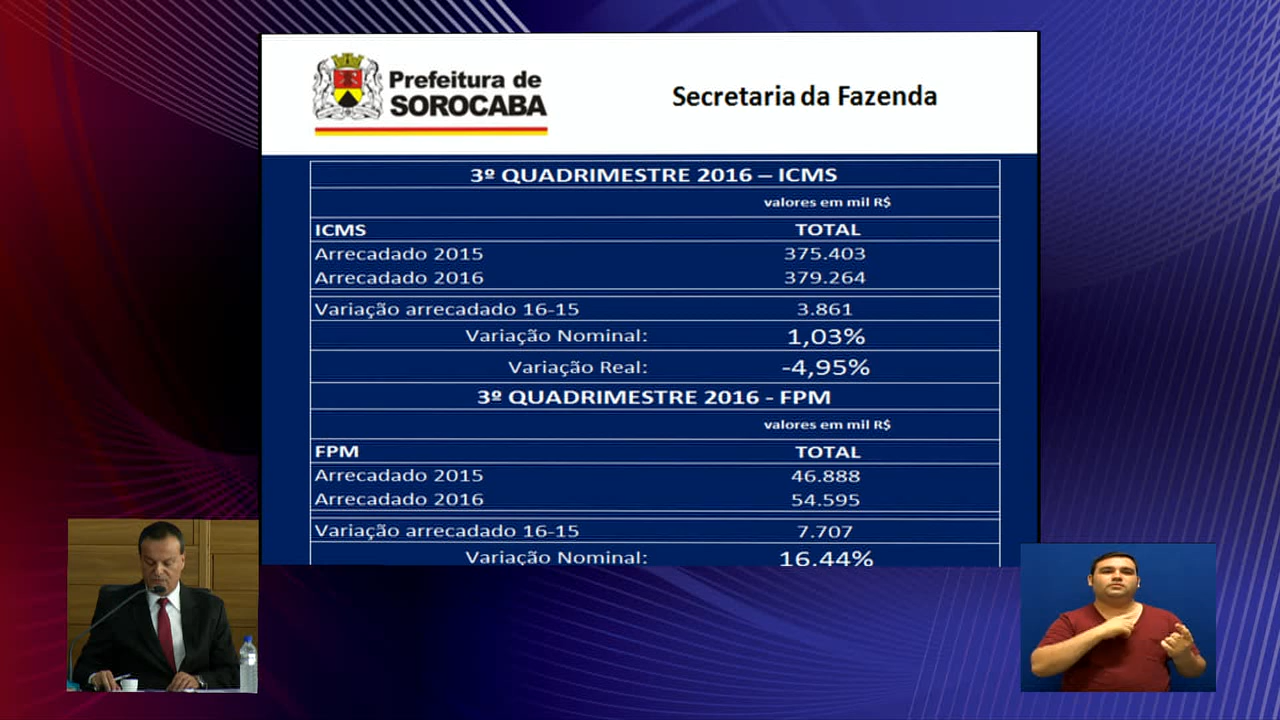 Prefeitura de
SOROCABA
Secretaria da Fazenda
3º QUADRIMESTRE 2016 – ICMS
valores em mil R$
ICMS TOTAL
Arrecadado 2015 375.403
Arrecadado 2016 379.264
Variação arrecadado 16-15 3.861
Variação Nominal: 1,03%
Variação Real: -4,95%
3º QUADRIMESTRE 2016 - FPM
valores em mil R$
FPM TOTAL
Arrecadado 2015 46.888
Arrecadado 2016 54.595
Variação arrecadado 16-15 7.707
Variação Nominal: 16,44%